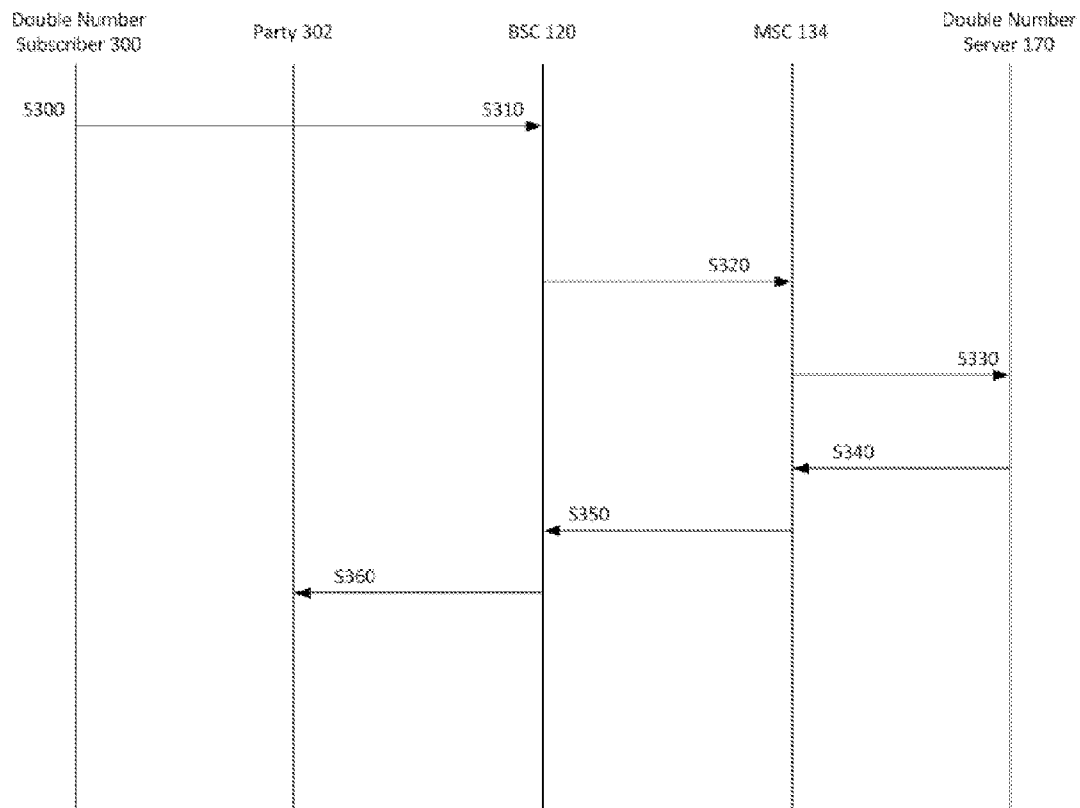 Double Number
Subscriber 300
Party 302
BSC 120
MSC 134
Double Number
Server 170
S300
S310
S320
S330
S340
S350
S360